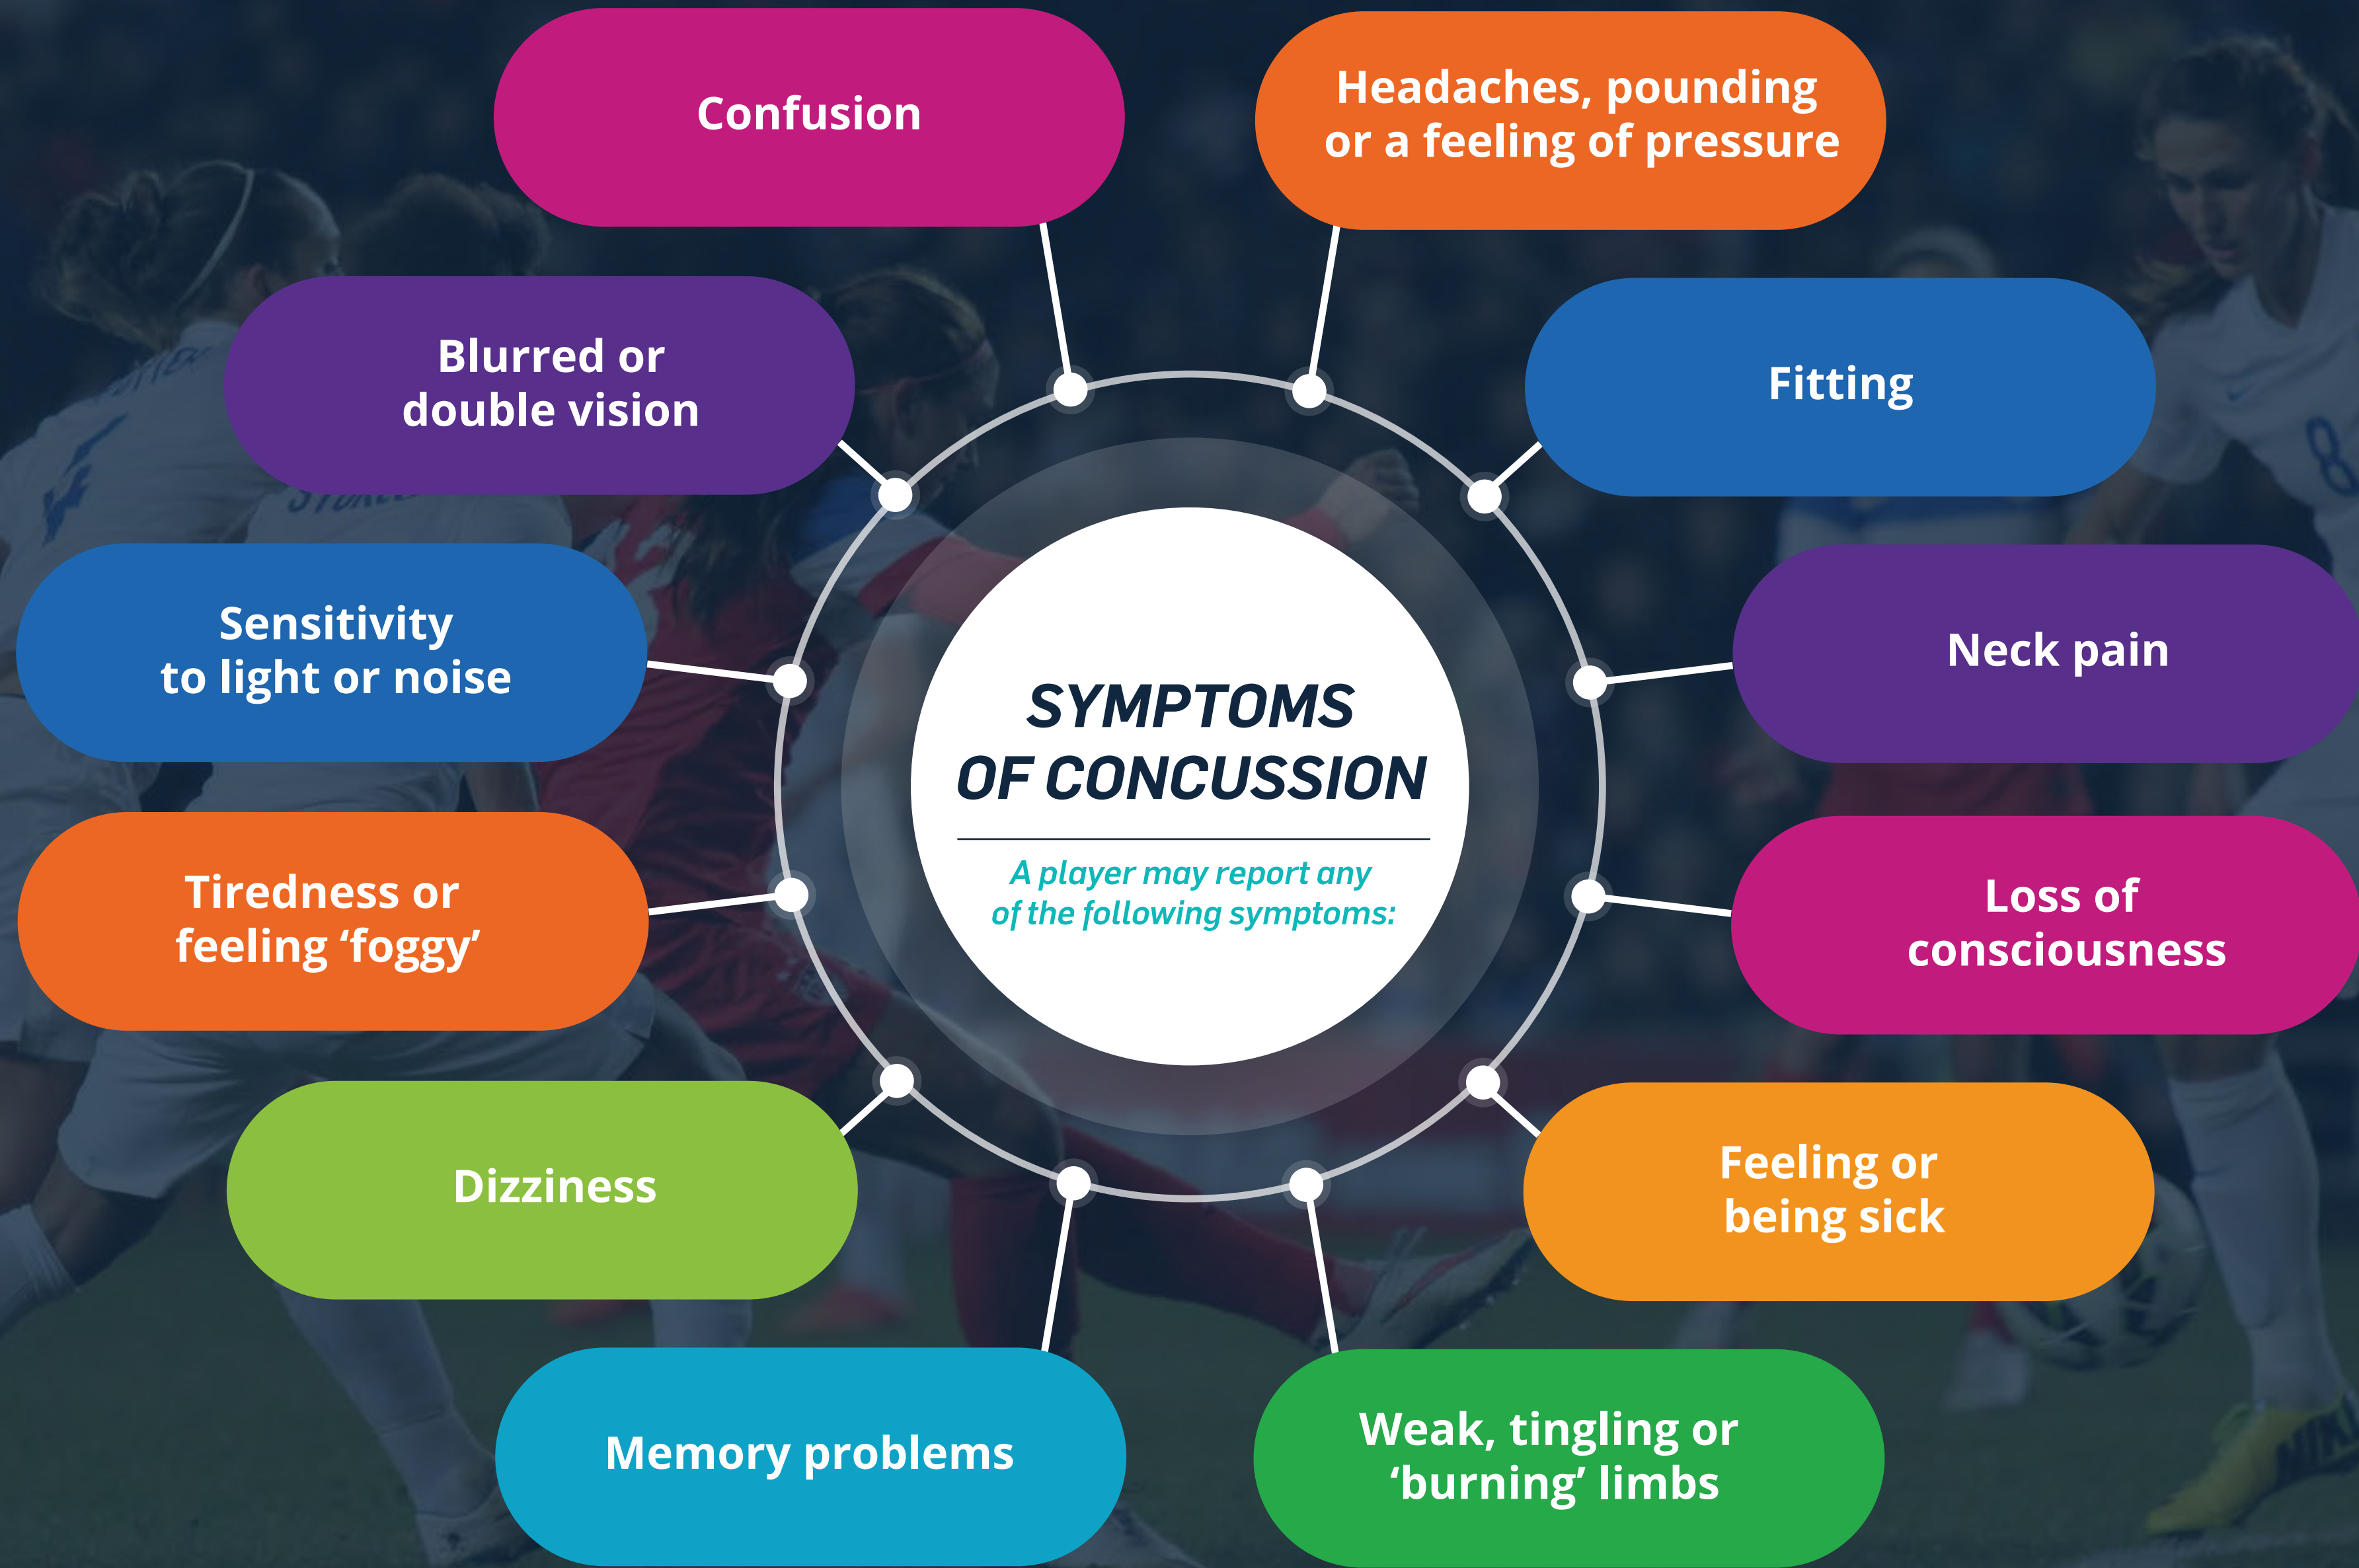 Confusion
Headaches, pounding
or a feeling of pressure
Blurred or
double vision
Fitting
Sensitivity
to light or noise
Neck pain
SYMPTOMS
OF CONCUSSION
A player may report any
of the following symptoms:
Tiredness or
feeling ‘foggy’
Loss of
consciousness
Dizziness
Feeling or
being sick
Memory problems
Weak, tingling or
‘burning’ limbs
8
4